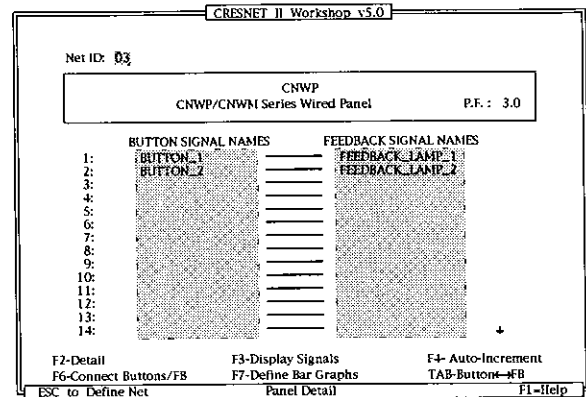 CRESNET II Workshop v5.0
Net ID: 03
CNWP
CNWP/CNWM Series Wired Panel P.F. : 3.0
BUTTON SIGNAL NAMES FEEDBACK SIGNAL NAMES
1: BUTTON_1 FEEDBACK_LAMP_1
2: BUTTON_2 FEEDBACK_LAMP_2
3:
4:
5:
6:
7:
8:
9:
10:
11:
12:
13:
14:
F2-Detail F3-Display Signals F4- Auto-Increment
F6-Connect Buttons/FB F7-Define Bar Graphs TAB-Button↔FB
ESC to Define Net Panel Detail F1=Help